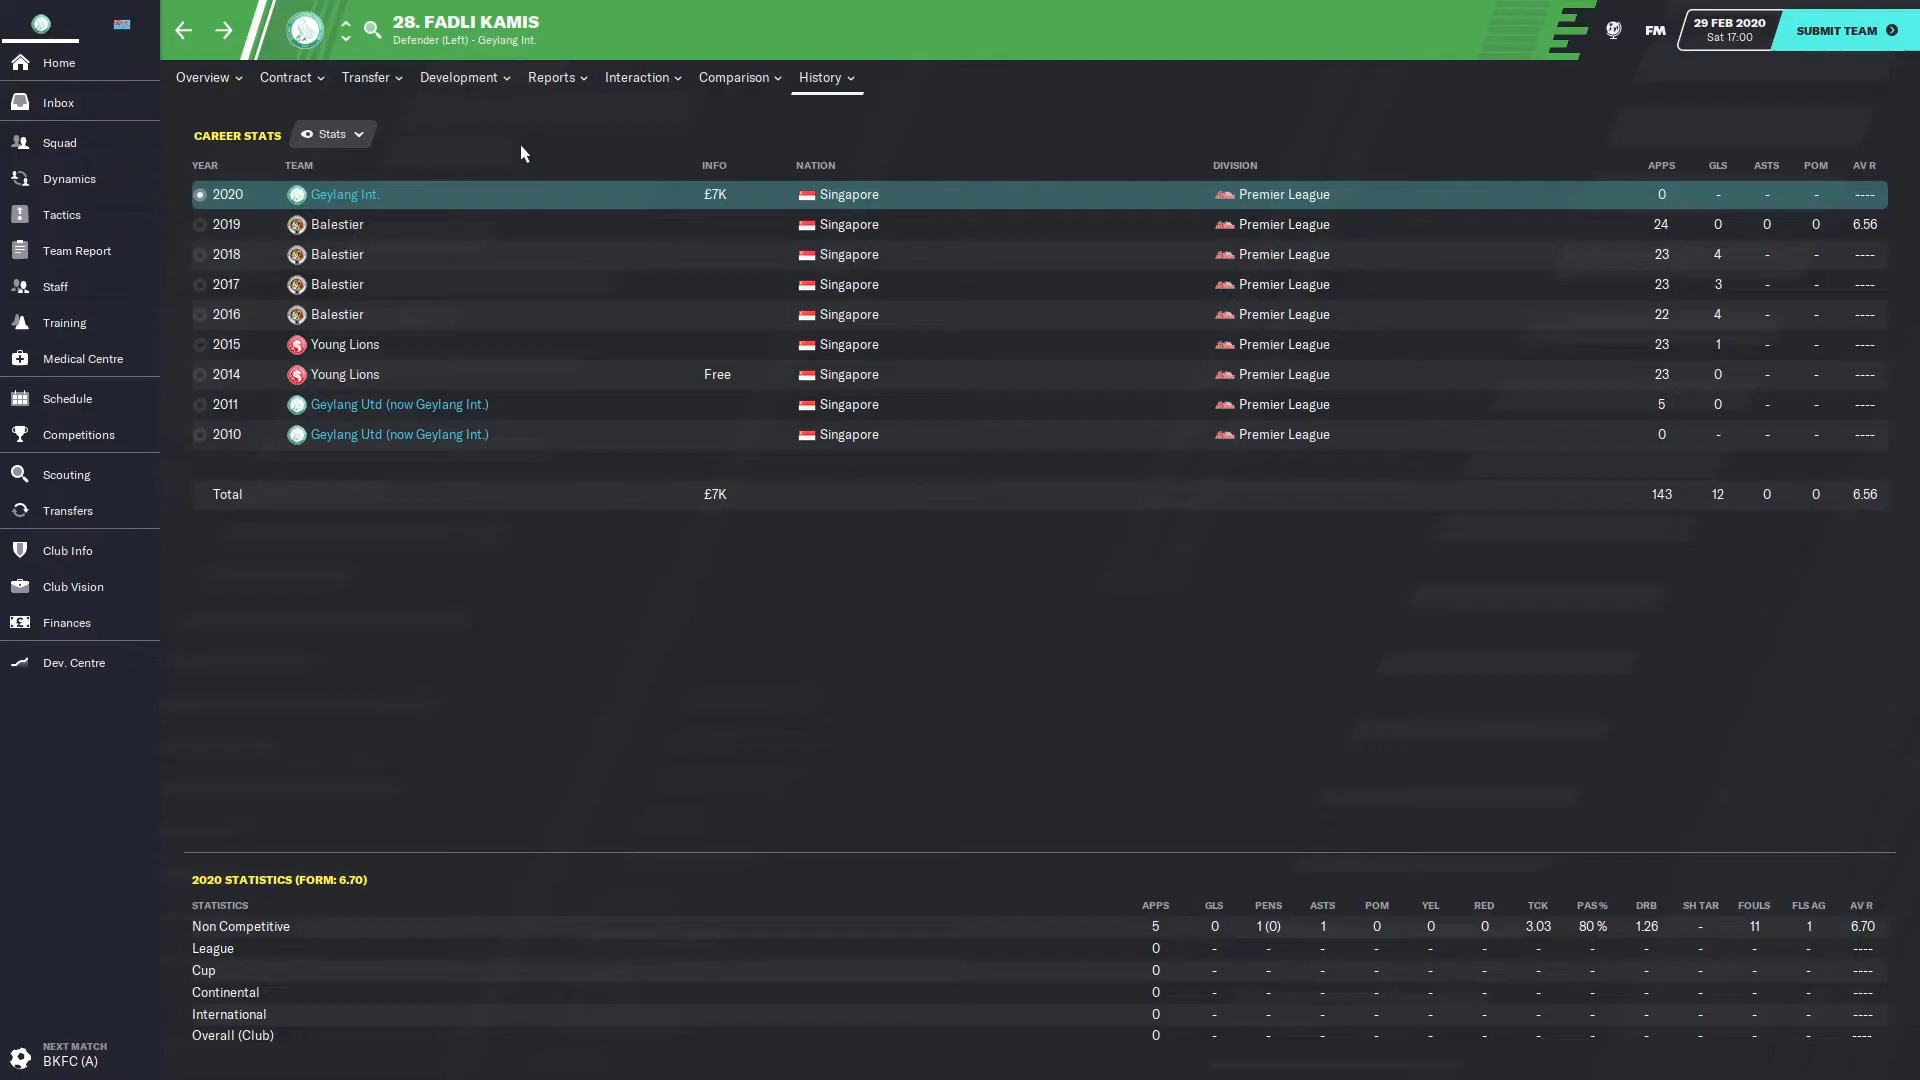 28. FADLI KAMIS
Defender (Left) - Geylang Int.
FM
29 FEB 2020
Sat 17:00
SUBMIT TEAM
Home
Inbox
Squad
Dynamics
Tactics
Team Report
Staff
Training
Medical Centre
Schedule
Competitions
Scouting
Transfers
Club Info
Club Vision
Finances
Dev. Centre
NEXT MATCH
BKFC (A)
Overview Contract Transfer Development Reports Interaction Comparison History
CAREER STATS Stats
YEAR TEAM INFO NATION DIVISION APPS GLS ASTS POM AV R
2020 Geylang Int. £7K Singapore Premier League 0 - - - ----
2019 Balestier Singapore Premier League 24 0 0 0 6.56
2018 Balestier Singapore Premier League 23 4 - - ----
2017 Balestier Singapore Premier League 23 3 - - ----
2016 Balestier Singapore Premier League 22 4 - - ----
2015 Young Lions Singapore Premier League 23 1 - - ----
2014 Young Lions Free Singapore Premier League 23 0 - - ----
2011 Geylang Utd (now Geylang Int.) Singapore Premier League 5 0 - - ----
2010 Geylang Utd (now Geylang Int.) Singapore Premier League 0 - - - ----
Total £7K 143 12 0 0 6.56
2020 STATISTICS (FORM: 6.70)
STATISTICS APPS GLS PENS ASTS POM YEL RED TCK PAS % DRB SH TAR FOULS FLS AG AV R
Non Competitive 5 0 1 (0) 1 0 0 0 3.03 80 % 1.26 - 11 1 6.70
League 0 - - - - - - - - - - - - ----
Cup 0 - - - - - - - - - - - - ----
Continental 0 - - - - - - - - - - - - ----
International 0 - - - - - - - - - - - - ----
Overall (Club) 0 - - - - - - - - - - - - ----